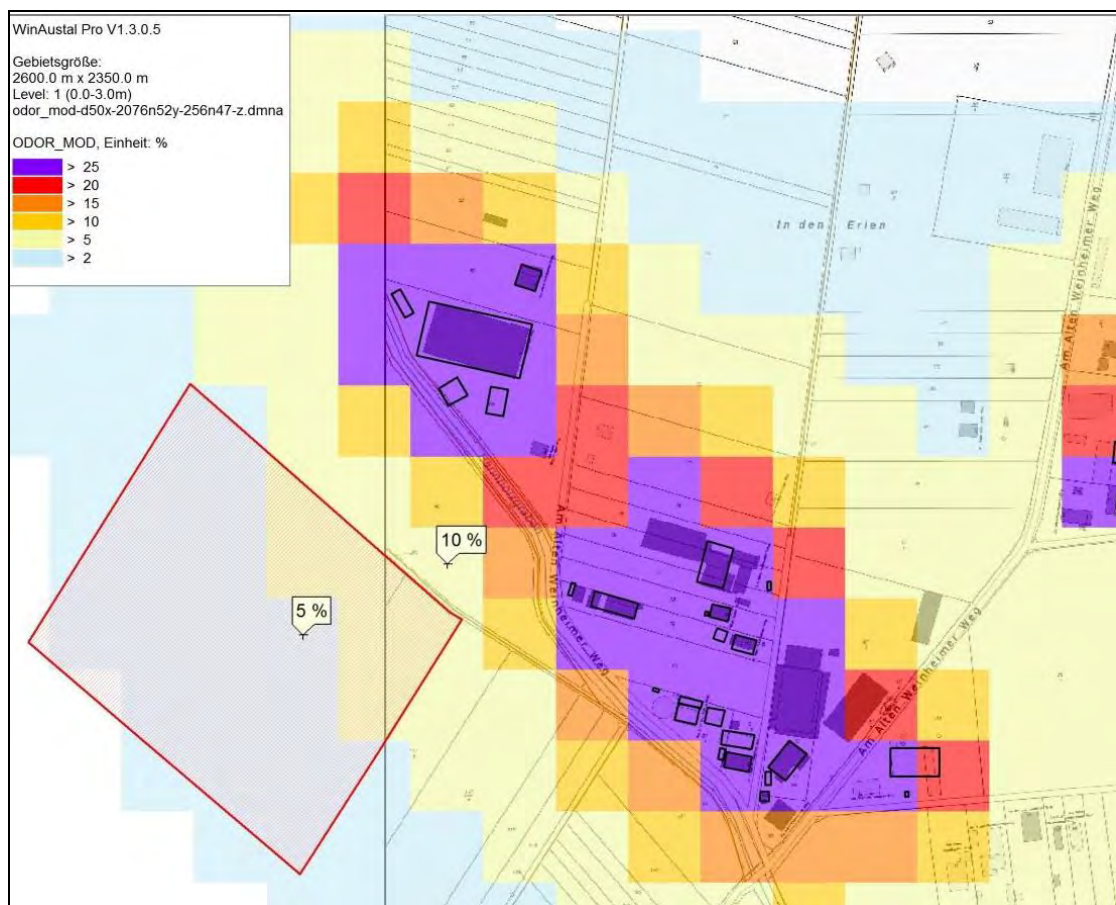 WinAustal Pro V1.3.0.5
Gebietsgröße:
2600.0 m x 2350.0 m
Level: 1 (0.0-3.0m)
odor_mod-d50x-2076n52y-256n47-z.dmna
ODOR_MOD, Einheit: %
> 25
> 20
> 15
> 10
> 5
> 2
In den Erlen
Am Alten Weinheimer Weg
10 %
Am Alten Weinheimer Weg
5 %
Am Alten Weinheimer Weg